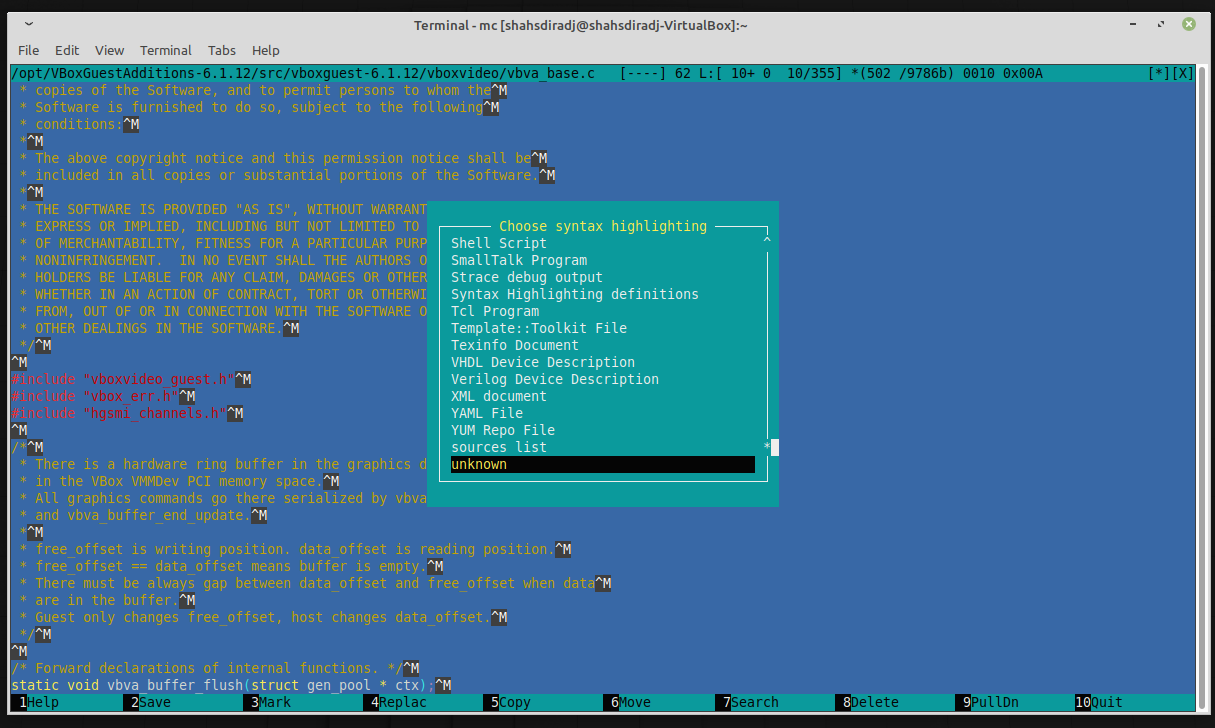 Terminal - mc [shahsdiradj@shahsdiradj-VirtualBox]:~
File Edit View Terminal Tabs Help
/opt/VBoxGuestAdditions-6.1.12/src/vboxguest-6.1.12/vboxvideo/vbva_base.c [----] 62 L:[ 10+ 0 10/355] *(502 /9786b) 0010 0x00A [*][X]
* copies of the Software, and to permit persons to whom the^M
* Software is furnished to do so, subject to the following^M
* conditions:^M
*^M
* The above copyright notice and this permission notice shall be^M
* included in all copies or substantial portions of the Software.^M
*^M
* THE SOFTWARE IS PROVIDED "AS IS", WITHOUT WARRANT
* EXPRESS OR IMPLIED, INCLUDING BUT NOT LIMITED TO
* OF MERCHANTABILITY, FITNESS FOR A PARTICULAR PURP
* NONINFRINGEMENT.  IN NO EVENT SHALL THE AUTHORS O
* HOLDERS BE LIABLE FOR ANY CLAIM, DAMAGES OR OTHER
* WHETHER IN AN ACTION OF CONTRACT, TORT OR OTHERWI
* FROM, OUT OF OR IN CONNECTION WITH THE SOFTWARE O
* OTHER DEALINGS IN THE SOFTWARE.^M
*/^M
^M
#include "vboxvideo_guest.h"^M
#include "vbox_err.h"^M
#include "hgsmi_channels.h"^M
^M
/*^M
* There is a hardware ring buffer in the graphics d
* in the VBox VMMDev PCI memory space.^M
* All graphics commands go there serialized by vbva
* and vbva_buffer_end_update.^M
*^M
* free_offset is writing position. data_offset is reading position.^M
* free_offset == data_offset means buffer is empty.^M
* There must be always gap between data_offset and free_offset when data^M
* are in the buffer.^M
* Guest only changes free_offset, host changes data_offset.^M
*/^M
^M
/* Forward declarations of internal functions. */^M
static void vbva_buffer_flush(struct gen_pool * ctx);^M
Choose syntax highlighting
Shell Script ^
SmallTalk Program
Strace debug output
Syntax Highlighting definitions
Tcl Program
Template::Toolkit File
Texinfo Document
VHDL Device Description
Verilog Device Description
XML document
YAML File
YUM Repo File
sources list *
unknown
1Help 2Save 3Mark 4Replac 5Copy 6Move 7Search 8Delete 9PullDn 10Quit